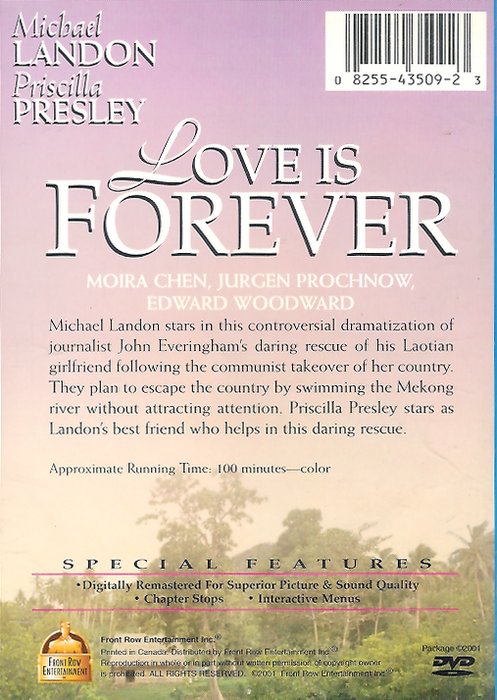 Michael
LANDON
Priscilla
PRESLEY
0 8255-43509-2 3
LOVE IS
FOREVER
MOIRA CHEN, JURGEN PROCHNOW,
EDWARD WOODWARD
Michael Landon stars in this controversial dramatization of
journalist John Everingham's daring rescue of his Laotian
girlfriend following the communist takeover of her country.
They plan to escape the country by swimming the Mekong
river without attracting attention. Priscilla Presley stars as
Landon's best friend who helps in this daring rescue.
Approximate Running Time: 100 minutes—color
SPECIAL FEATURES
•Digitally Remastered For Superior Picture & Sound Quality
• Chapter Stops • Interactive Menus
FRONT ROW
ENTERTAINMENT
Front Row Entertainment Inc.®
Printed in Canada. Distributed by Front Row Entertainment Inc.®
Reproduction in whole or in part without written permission of copyright owner
is prohibited. ALL RIGHTS RESERVED. ©2001 Front Row Entertainment Inc.®
Package ©2001
DVD